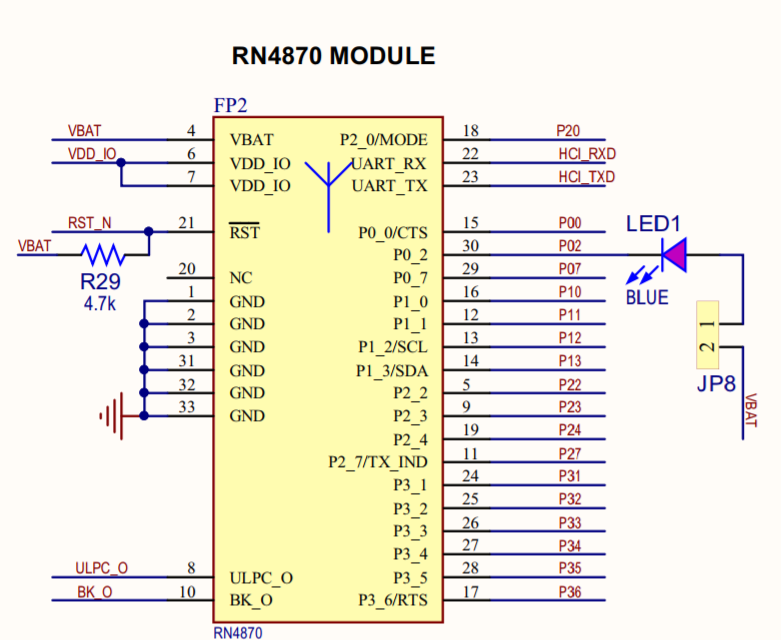 RN4870 MODULE
FP2
VBAT 4 VBAT P2_0/MODE 18 P20
VDD_IO 6 VDD_IO UART_RX 22 HCI_RXD
7 VDD_IO UART_TX 23 HCI_TXD
RST_N 21 RST P0_0/CTS 15 P00 LED1
VBAT P0_2 30 P02
R29 20 NC P0_7 29 P07
4.7k 1 GND P1_0 16 P10 BLUE
2 GND P1_1 12 P11 1
3 GND P1_2/SCL 13 P12 2
31 GND P1_3/SDA 14 P13 JP8
32 GND P2_2 5 P22
33 GND P2_3 9 P23 VBAT
P2_4 19 P24
P2_7/TX_IND 11 P27
P3_1 24 P31
P3_2 25 P32
P3_3 26 P33
P3_4 27 P34
ULPC_O 8 ULPC_O P3_5 28 P35
BK_O 10 BK_O P3_6/RTS 17 P36
RN4870